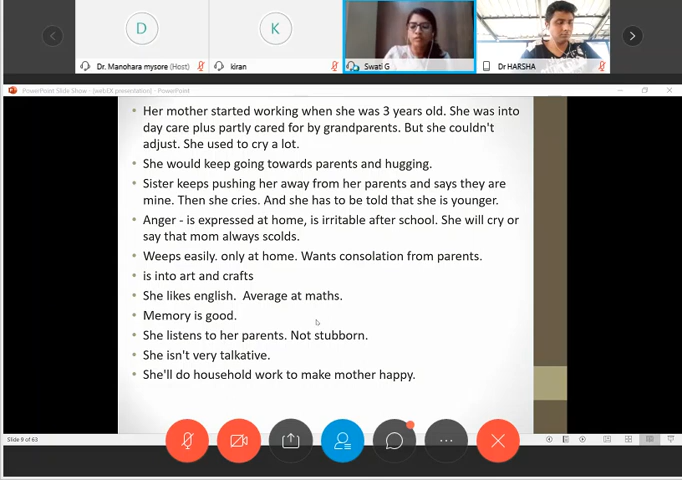 D
K
Dr. Manohara mysore (Host)
kiran
Swati G
Dr HARSHA
PowerPoint Slide Show - [webEX presentation] - PowerPoint
Her mother started working when she was 3 years old. She was into
day care plus partly cared for by grandparents. But she couldn't
adjust. She used to cry a lot.
She would keep going towards parents and hugging.
Sister keeps pushing her away from her parents and says they are
mine. Then she cries. And she has to be told that she is younger.
Anger - is expressed at home, is irritable after school. She will cry or
say that mom always scolds.
Weeps easily. only at home. Wants consolation from parents.
is into art and crafts
She likes english. Average at maths.
Memory is good.
She listens to her parents. Not stubborn.
She isn't very talkative.
She'll do household work to make mother happy.
Slide 9 of 63